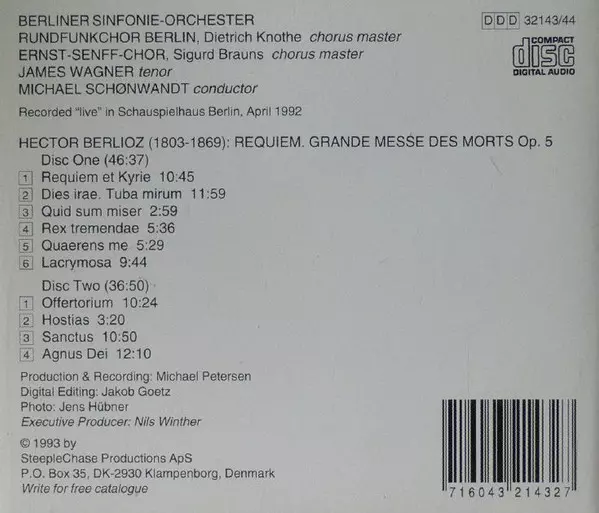 BERLINER SINFONIE-ORCHESTER
DDD 32143/44
RUNDFUNKCHOR BERLIN, Dietrich Knothe chorus master
ERNST-SENFF-CHOR, Sigurd Brauns chorus master
JAMES WAGNER tenor
MICHAEL SCHØNWANDT conductor
COMPACT
disc
DIGITAL AUDIO
Recorded "live" in Schauspielhaus Berlin, April 1992
HECTOR BERLIOZ (1803-1869): REQUIEM. GRANDE MESSE DES MORTS Op. 5
Disc One (46:37)
1 Requiem et Kyrie 10:45
2 Dies irae. Tuba mirum 11:59
3 Quid sum miser 2:59
4 Rex tremendae 5:36
5 Quaerens me 5:29
6 Lacrymosa 9:44
Disc Two (36:50)
1 Offertorium 10:24
2 Hostias 3:20
3 Sanctus 10:50
4 Agnus Dei 12:10
Production & Recording: Michael Petersen
Digital Editing: Jakob Goetz
Photo: Jens Hübner
Executive Producer: Nils Winther
© 1993 by
SteepleChase Productions ApS
P.O. Box 35, DK-2930 Klampenborg, Denmark
Write for free catalogue
716043 214327